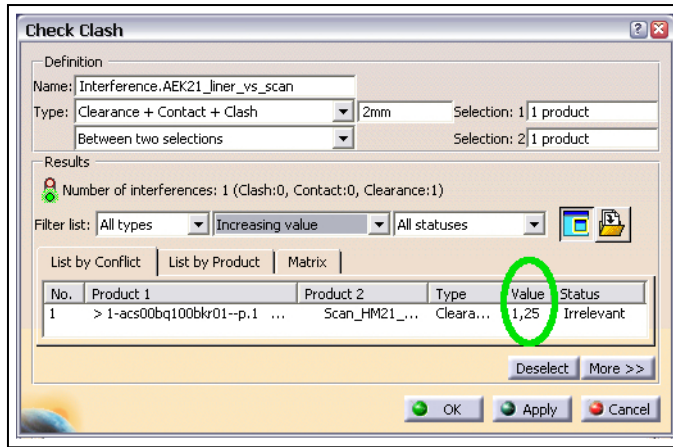 Check Clash
Definition
Name: Interference.AEK21_liner_vs_scan
Type: Clearance + Contact + Clash 2mm Selection: 1 1 product
Between two selections Selection: 2 1 product
Results
Number of interferences: 1 (Clash:0, Contact:0, Clearance:1)
Filter list: All types Increasing value All statuses
List by Conflict List by Product Matrix
No. Product 1 Product 2 Type Value Status
1 > 1-acs00bq100bkr01--p.1 ... Scan_HM21_... Cleara... 1,25 Irrelevant
Deselect More >>
OK Apply Cancel